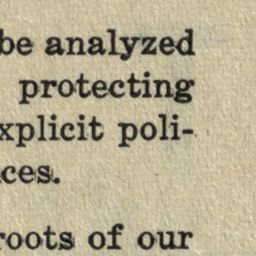 be analyzed
protecting
xplicit poli-
ces.
roots of our